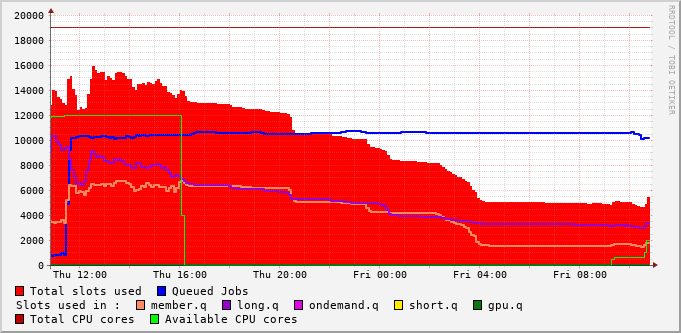 20000
18000
16000
14000
12000
10000
8000
6000
4000
2000
0
Thu 12:00 Thu 16:00 Thu 20:00 Fri 00:00 Fri 04:00 Fri 08:00
RRDTOOL / TOBI OETIKER
Total slots used Queued Jobs
Slots used in : member.q long.q ondemand.q short.q gpu.q
Total CPU cores Available CPU cores